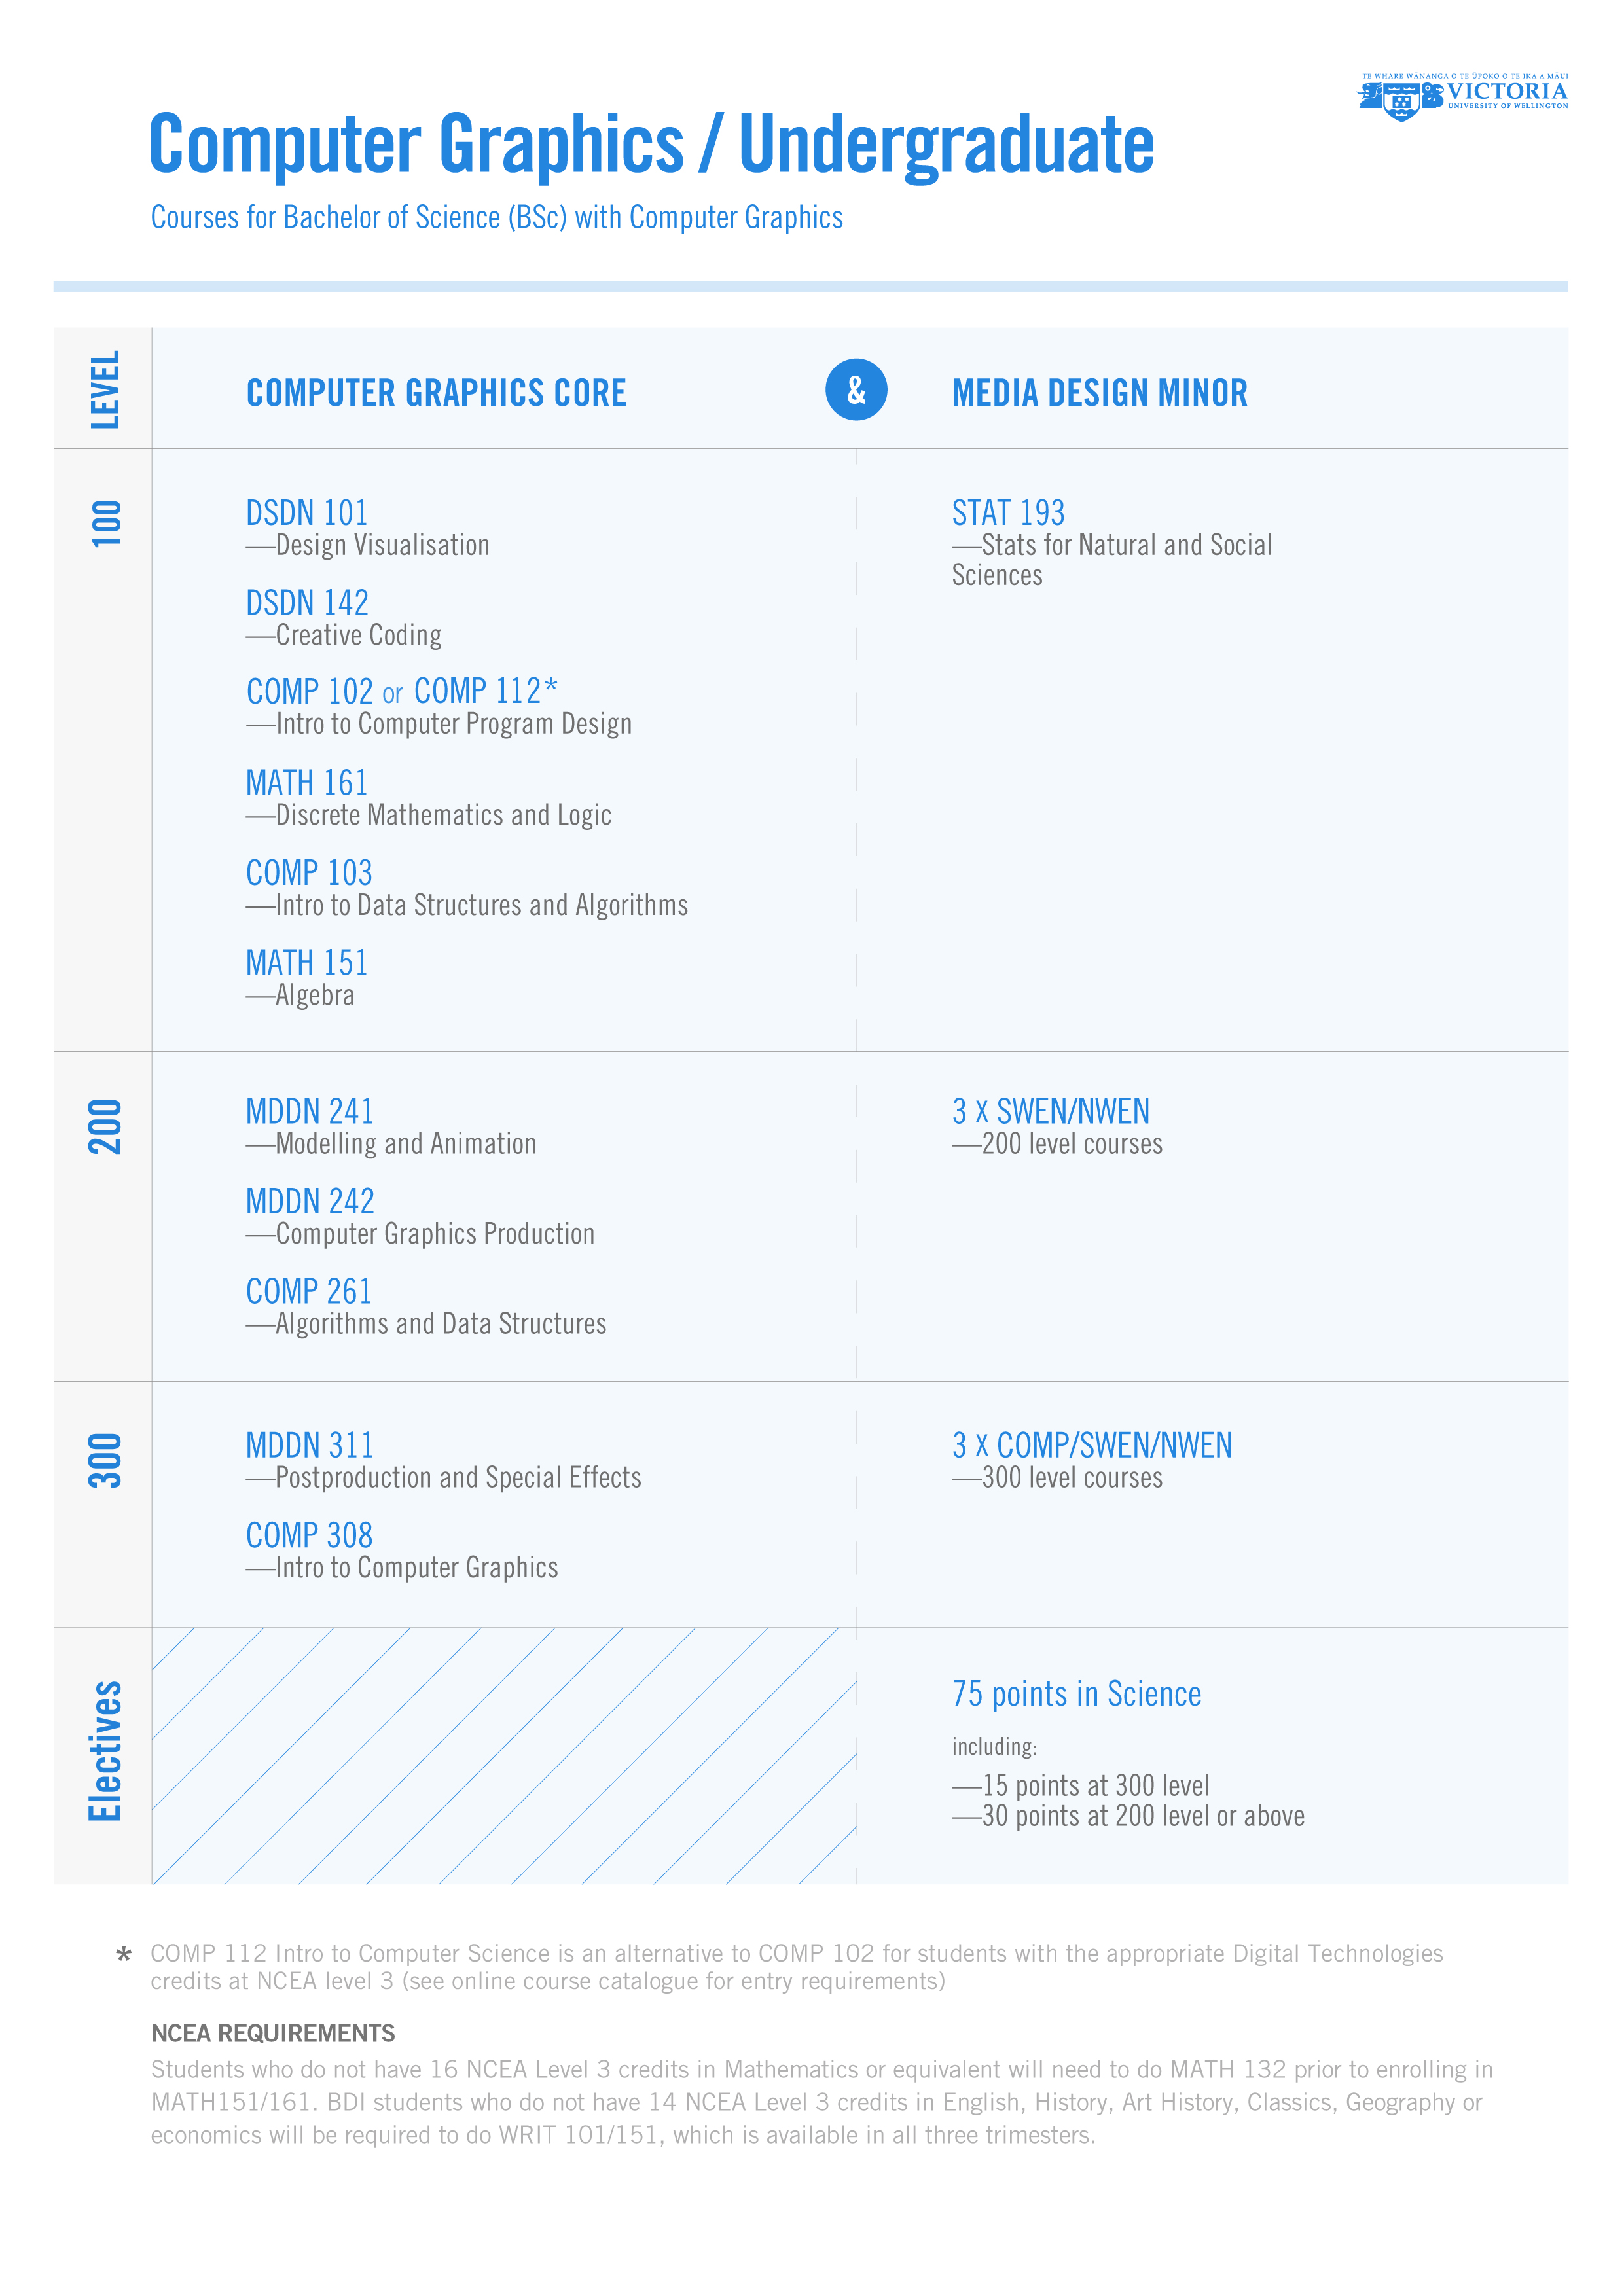 TE WHARE WĀNANGA O TE ŪPOKO O TE IKA A MĀUI
VICTORIA
UNIVERSITY OF WELLINGTON
Computer Graphics / Undergraduate
Courses for Bachelor of Science (BSc) with Computer Graphics
LEVEL
COMPUTER GRAPHICS CORE
&
MEDIA DESIGN MINOR
100
DSDN 101
—Design Visualisation
DSDN 142
—Creative Coding
COMP 102 or COMP 112*
—Intro to Computer Program Design
MATH 161
—Discrete Mathematics and Logic
COMP 103
—Intro to Data Structures and Algorithms
MATH 151
—Algebra
STAT 193
—Stats for Natural and Social
Sciences
200
MDDN 241
—Modelling and Animation
MDDN 242
—Computer Graphics Production
COMP 261
—Algorithms and Data Structures
3 X SWEN/NWEN
—200 level courses
300
MDDN 311
—Postproduction and Special Effects
COMP 308
—Intro to Computer Graphics
3 X COMP/SWEN/NWEN
—300 level courses
Electives
75 points in Science
including:
—15 points at 300 level
—30 points at 200 level or above
* COMP 112 Intro to Computer Science is an alternative to COMP 102 for students with the appropriate Digital Technologies
credits at NCEA level 3 (see online course catalogue for entry requirements)
NCEA REQUIREMENTS
Students who do not have 16 NCEA Level 3 credits in Mathematics or equivalent will need to do MATH 132 prior to enrolling in
MATH151/161. BDI students who do not have 14 NCEA Level 3 credits in English, History, Art History, Classics, Geography or
economics will be required to do WRIT 101/151, which is available in all three trimesters.